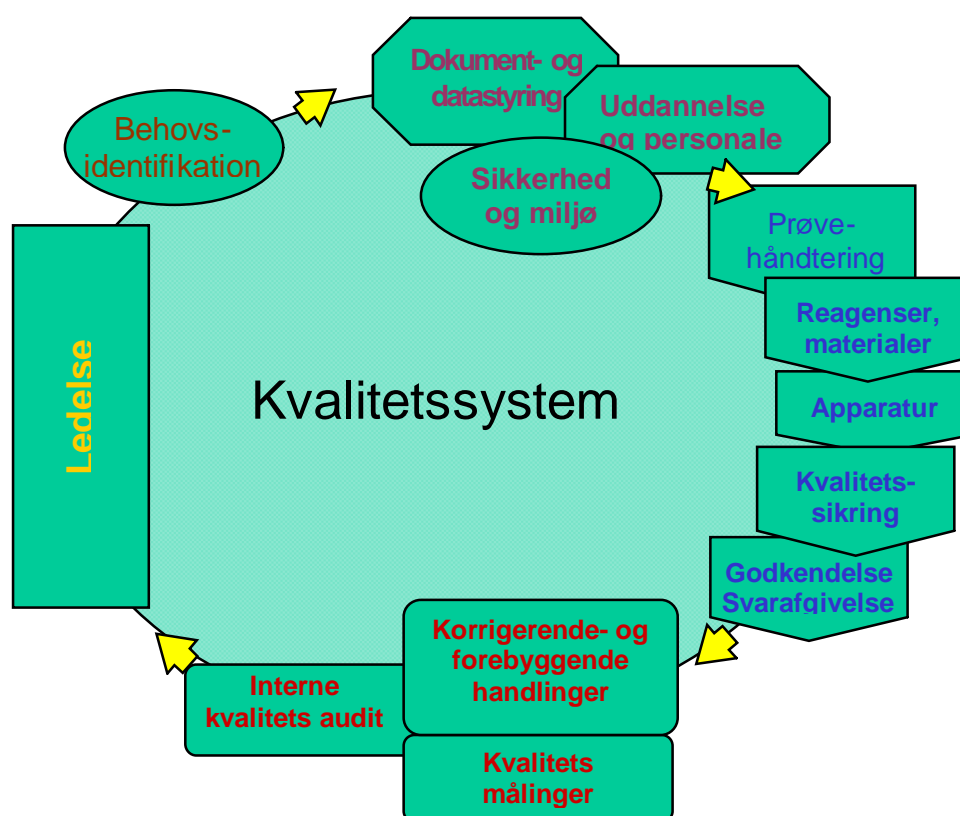 Dokument- og
datastyring
Uddannelse
og personale
Behovs-
identifikation
Sikkerhed
og miljø
Prøve-
håndtering
Reagenser,
materialer
Ledelse
Kvalitetssystem
Apparatur
Kvalitets-
sikring
Godkendelse
Svarafgivelse
Korrigerende- og
forebyggende
handlinger
Interne
kvalitets audit
Kvalitets
målinger